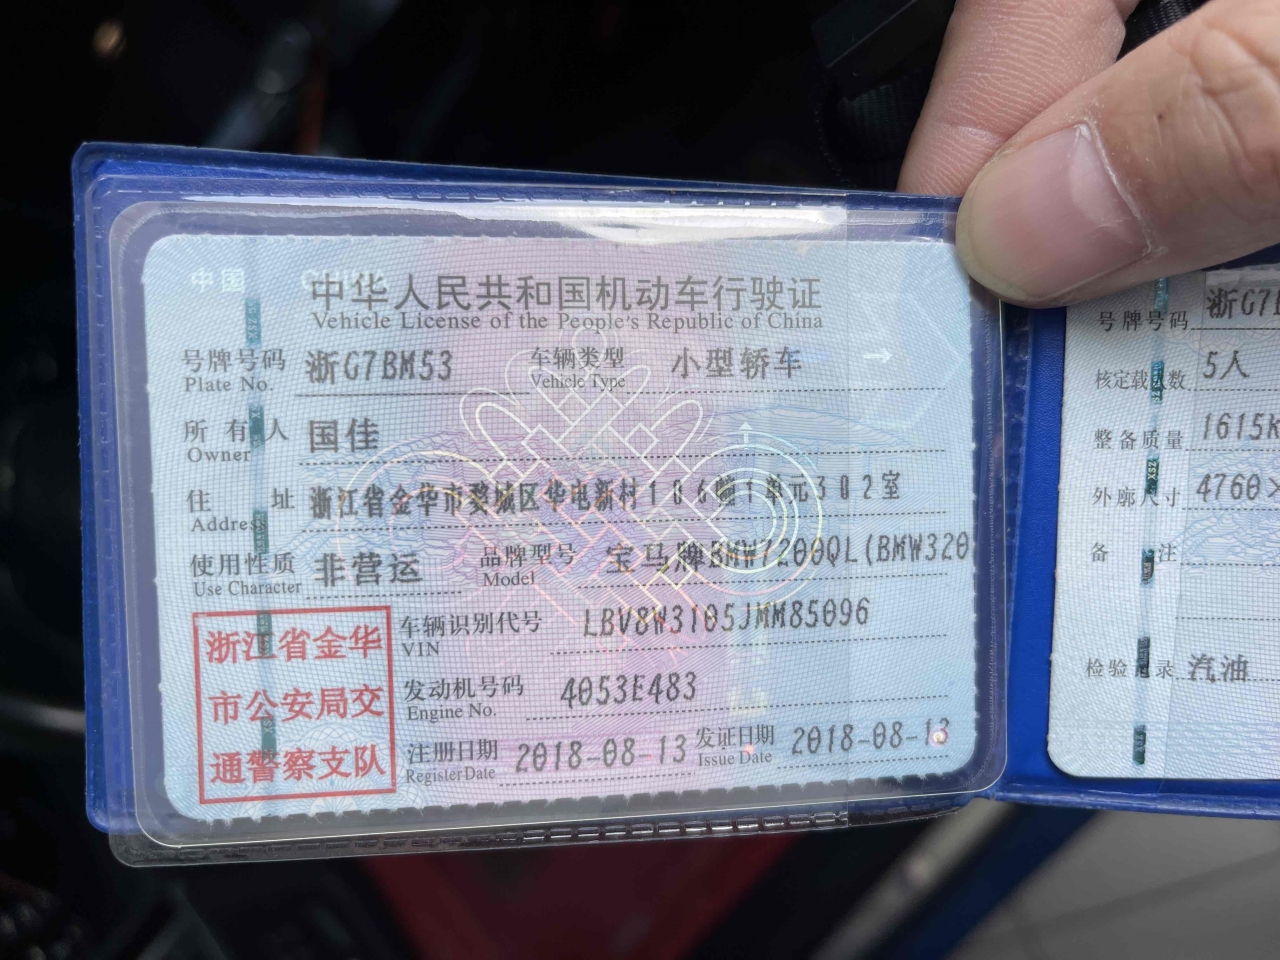 中国
中华人民共和国机动车行驶证
Vehicle License of the People's Republic of China
号牌号码 浙G7BM53 车辆类型 小型轿车
Plate No. Vehicle Type
所有人 国佳
Owner
住址 浙江省金华市婺城区华电新村106幢1单元302室
Address
使用性质 非营运 品牌型号 宝马牌BMW7200QL(BMW320
Use Character Model
浙江省金华
市公安局交
通警察支队
车辆识别代号 LBV8W3105JMM85096
VIN
发动机号码 4053E483
Engine No.
注册日期 2018-08-13 发证日期 2018-08-13
Register Date Issue Date
号牌号码 浙G7
核定载人数 5人
整备质量 1615K
外廓尺寸 4760×
备注
检验记录 汽油